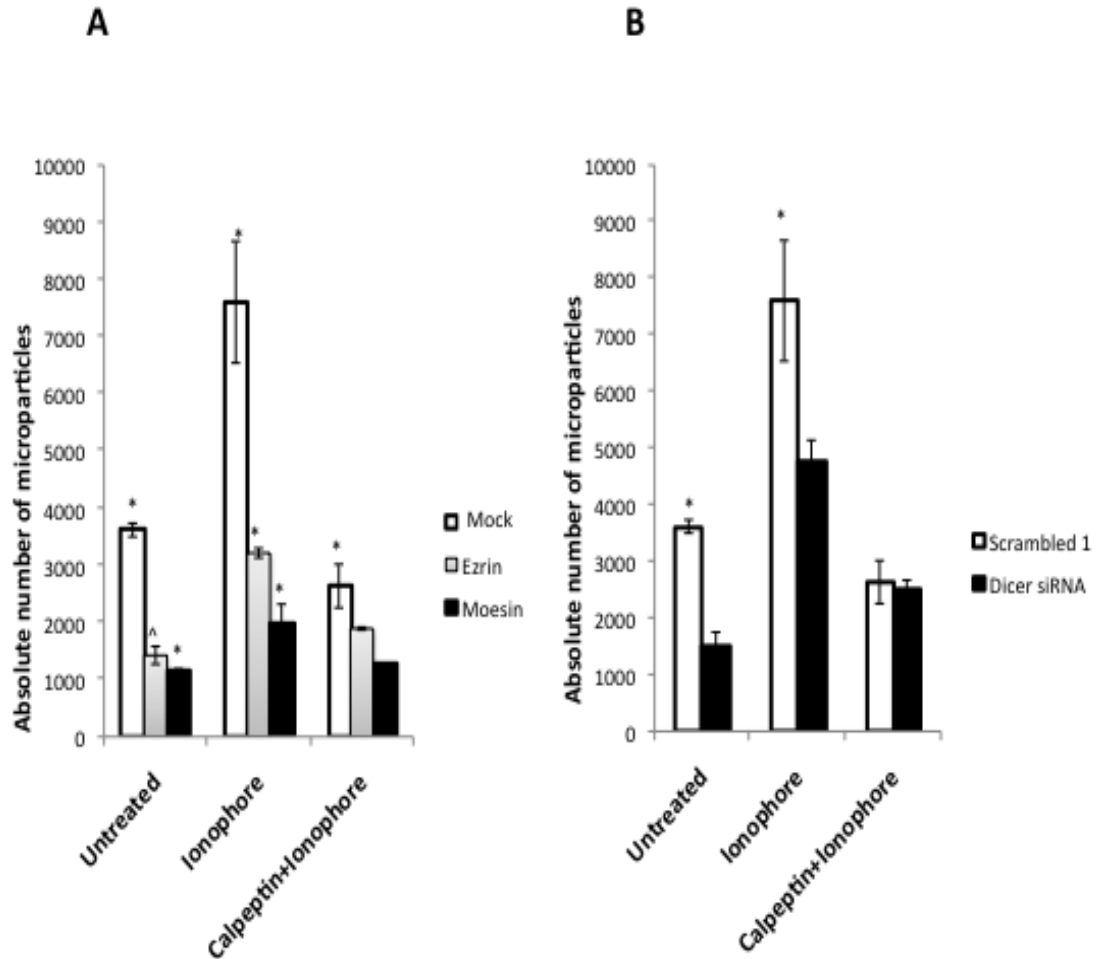 A
Absolute number of microparticles
10000
9000
8000
7000
6000
5000
4000
3000
2000
1000
0
*
^
*
*
*
*
*
Untreated
Ionophore
Calpeptin+Ionophore
Mock
Ezrin
Moesin
B
Absolute number of microparticles
10000
9000
8000
7000
6000
5000
4000
3000
2000
1000
0
*
*
Untreated
Ionophore
Calpeptin+Ionophore
Scrambled 1
Dicer siRNA